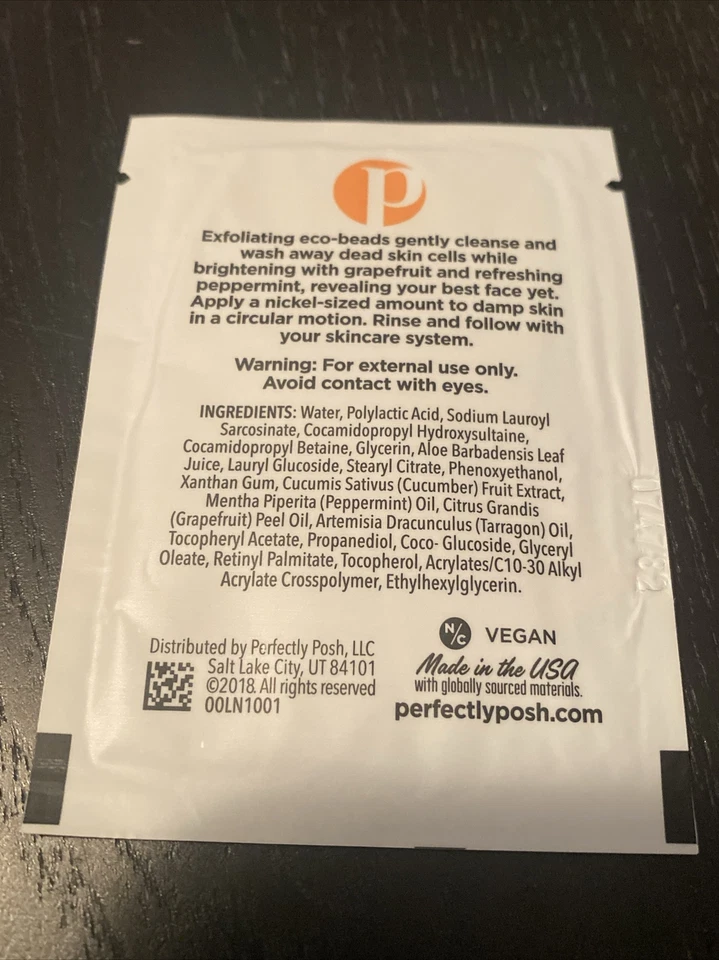 p
Exfoliating eco-beads gently cleanse and
wash away dead skin cells while
brightening with grapefruit and refreshing
peppermint, revealing your best face yet.
Apply a nickel-sized amount to damp skin
in a circular motion. Rinse and follow with
your skincare system.
Warning: For external use only.
Avoid contact with eyes.
INGREDIENTS: Water, Polylactic Acid, Sodium Lauroyl
Sarcosinate, Cocamidopropyl Hydroxysultaine,
Cocamidopropyl Betaine, Glycerin, Aloe Barbadensis Leaf
Juice, Lauryl Glucoside, Stearyl Citrate, Phenoxyethanol,
Xanthan Gum, Cucumis Sativus (Cucumber) Fruit Extract,
Mentha Piperita (Peppermint) Oil, Citrus Grandis
(Grapefruit) Peel Oil, Artemisia Dracunculus (Tarragon) Oil,
Tocopheryl Acetate, Propanediol, Coco- Glucoside, Glyceryl
Oleate, Retinyl Palmitate, Tocopherol, Acrylates/C10-30 Alkyl
Acrylate Crosspolymer, Ethylhexylglycerin.
Distributed by Perfectly Posh, LLC
Salt Lake City, UT 84101
©2018 All rights reserved
00LN1001
N/C VEGAN
Made in the USA
with globally sourced materials.
perfectlyposh.com